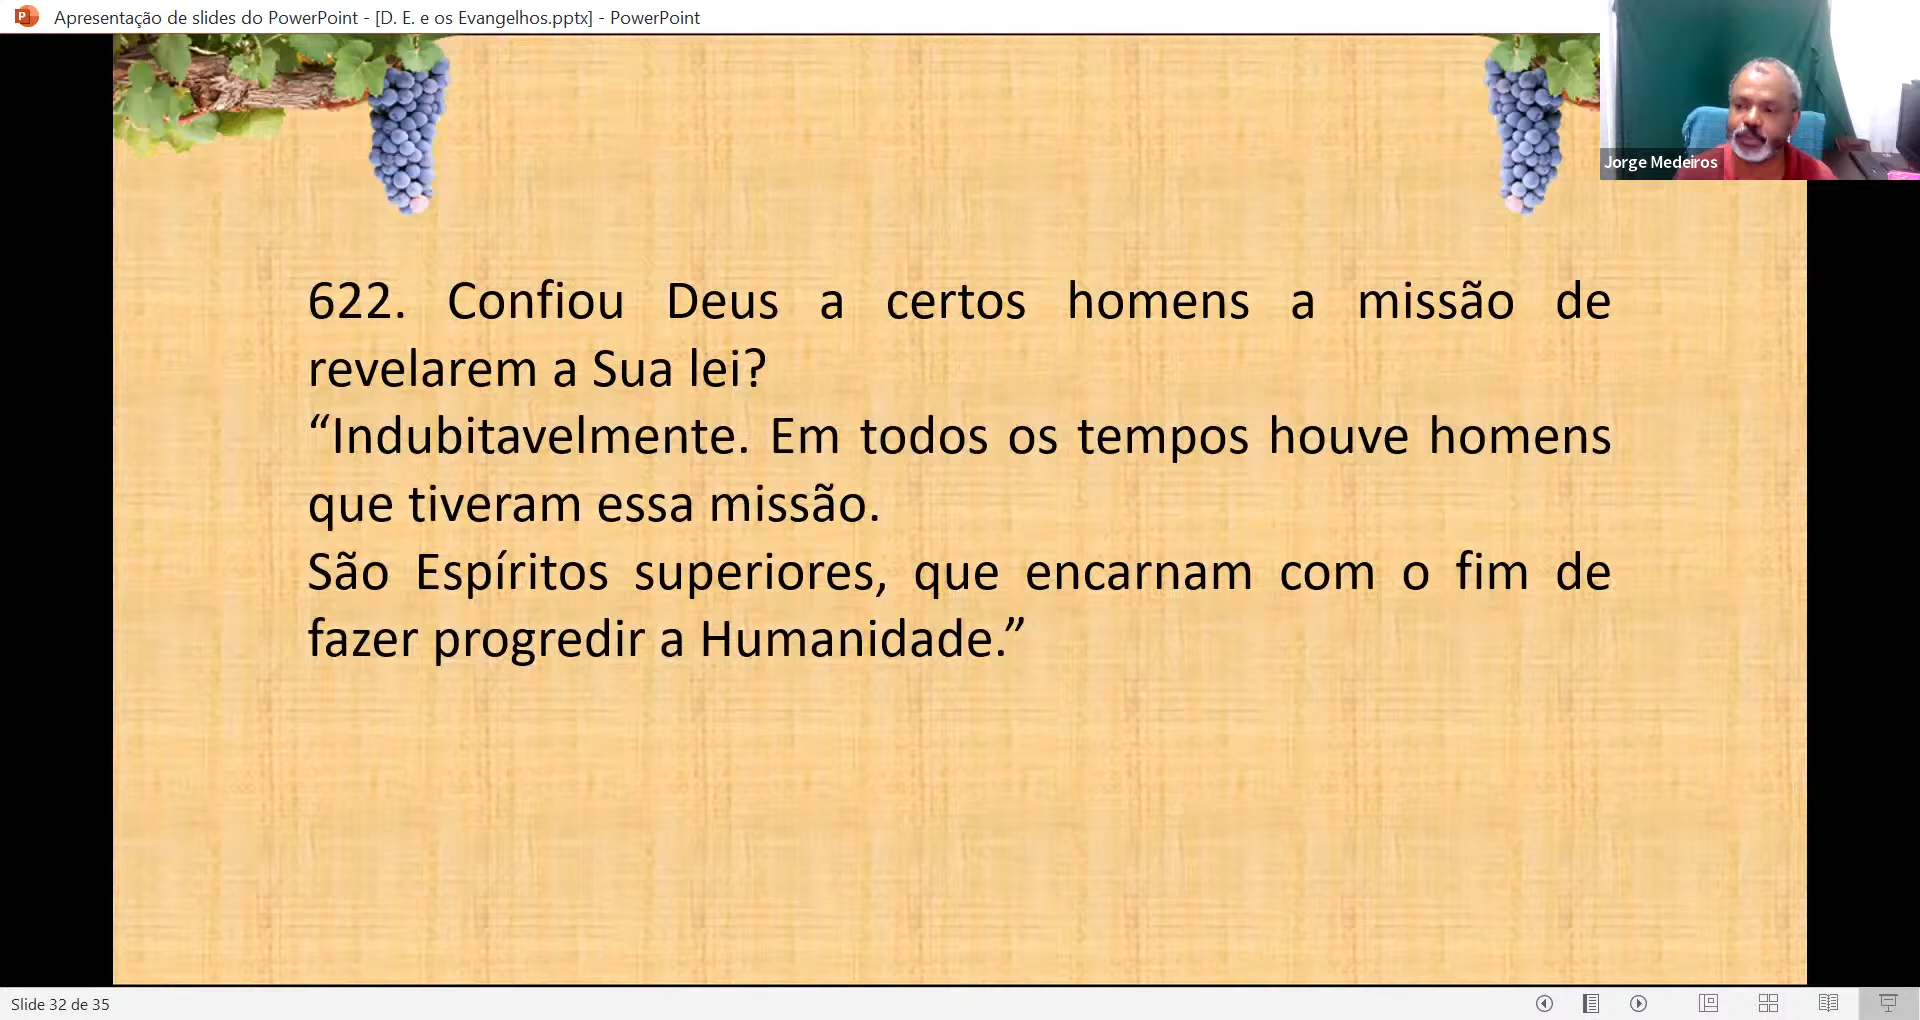 Apresentação de slides do PowerPoint - [D. E. e os Evangelhos.pptx] - PowerPoint
Jorge Medeiros
622. Confiou Deus a certos homens a missão de
revelarem a Sua lei?
“Indubitavelmente. Em todos os tempos houve homens
que tiveram essa missão.
São Espíritos superiores, que encarnam com o fim de
fazer progredir a Humanidade.”
Slide 32 de 35